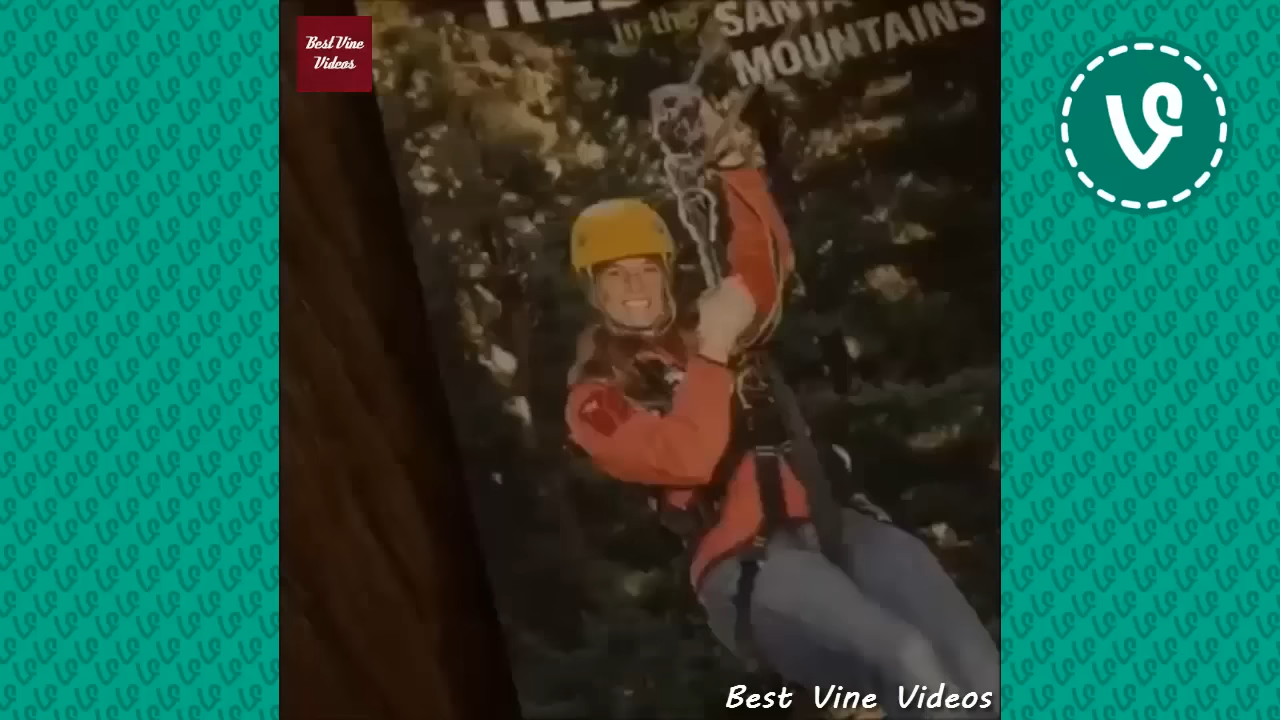 Best Vine
Videos
in the SANTA
MOUNTAINS
Best Vine Videos